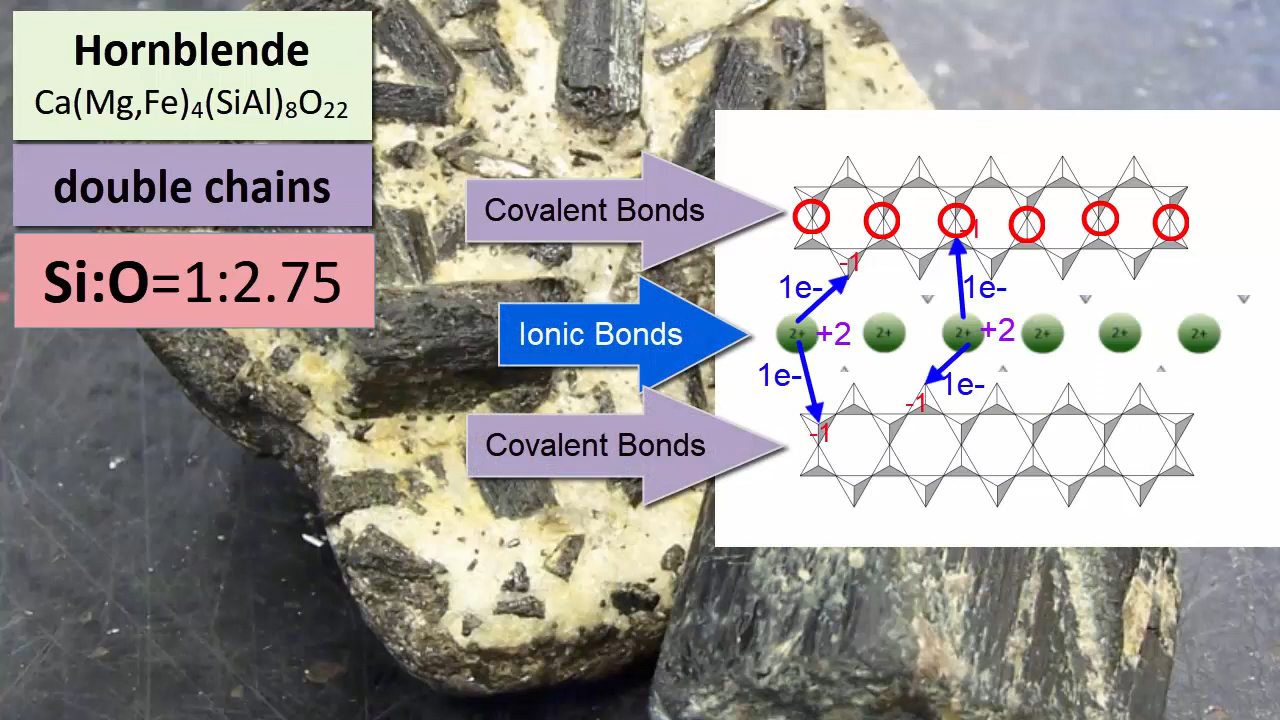 Hornblende
Ca(Mg,Fe)₄(SiAl)₈O₂₂
double chains
Si:O=1:2.75
Covalent Bonds
-1
-1
1e-
1e-
Ionic Bonds
2+
+2
2+
2+
+2
2+
2+
2+
1e-
1e-
-1
-1
Covalent Bonds